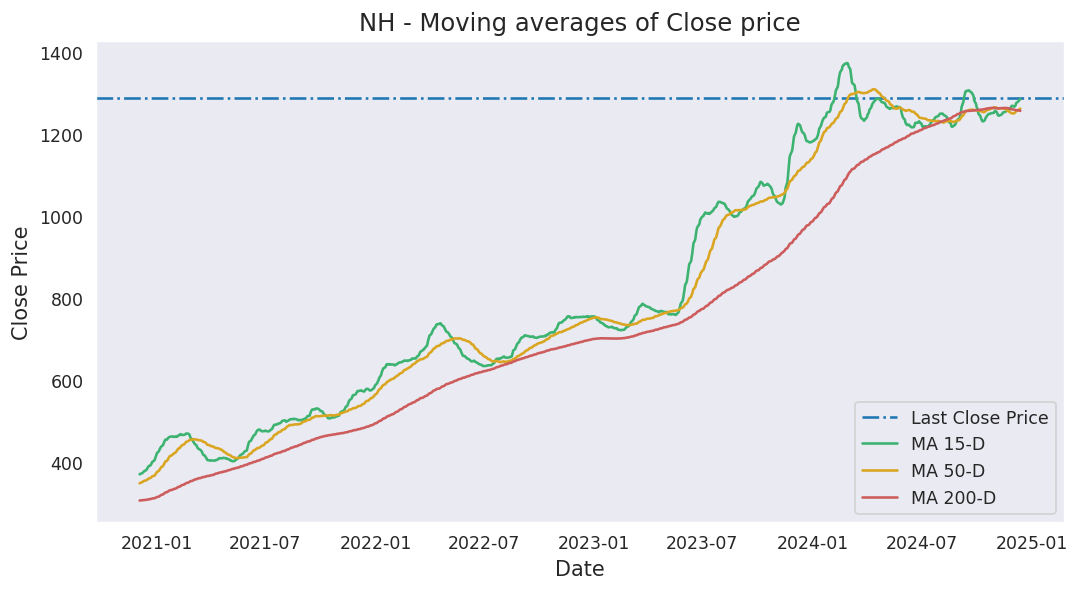 NH - Moving averages of Close price
1400
1200
1000
800
600
400
Close Price
2021-01
2021-07
2022-01
2022-07
2023-01
2023-07
2024-01
2024-07
2025-01
Date
Last Close Price
MA 15-D
MA 50-D
MA 200-D